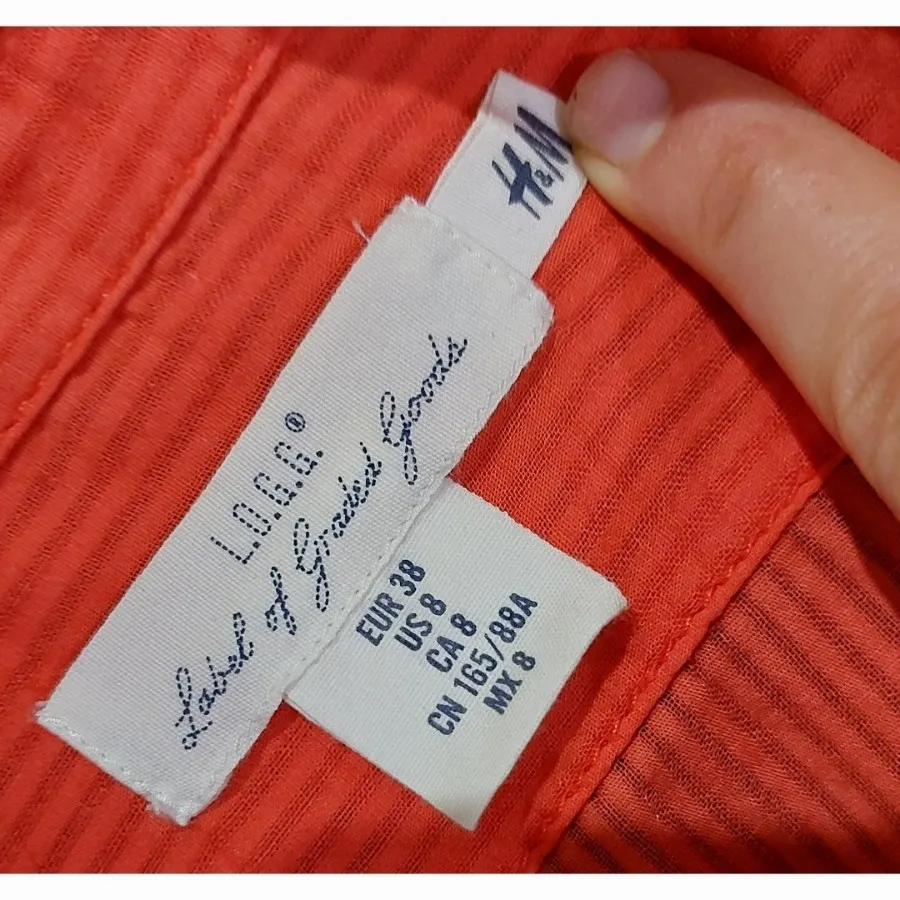 H&M
L.O.G.G.®
Label of Graded Goods
EUR 38
US 8
CA 8
CN 165/88A
MX 8